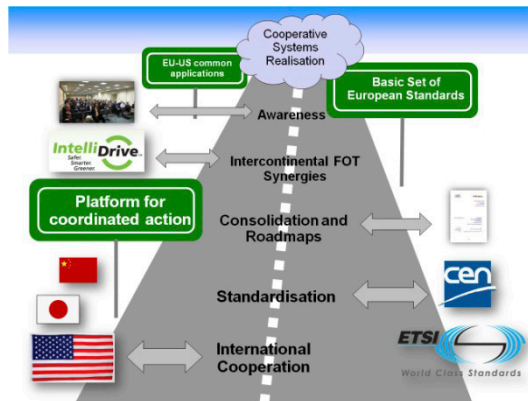 Cooperative
Systems
Realisation
EU-US common
applications
Basic Set of
European Standards
Awareness
IntelliDrive
Safer.
Smarter.
Greener.
Intercontinental FOT
Synergies
Platform for
coordinated action
Consolidation and
Roadmaps
Standardisation
cen
International
Cooperation
ETSI
World Class Standards